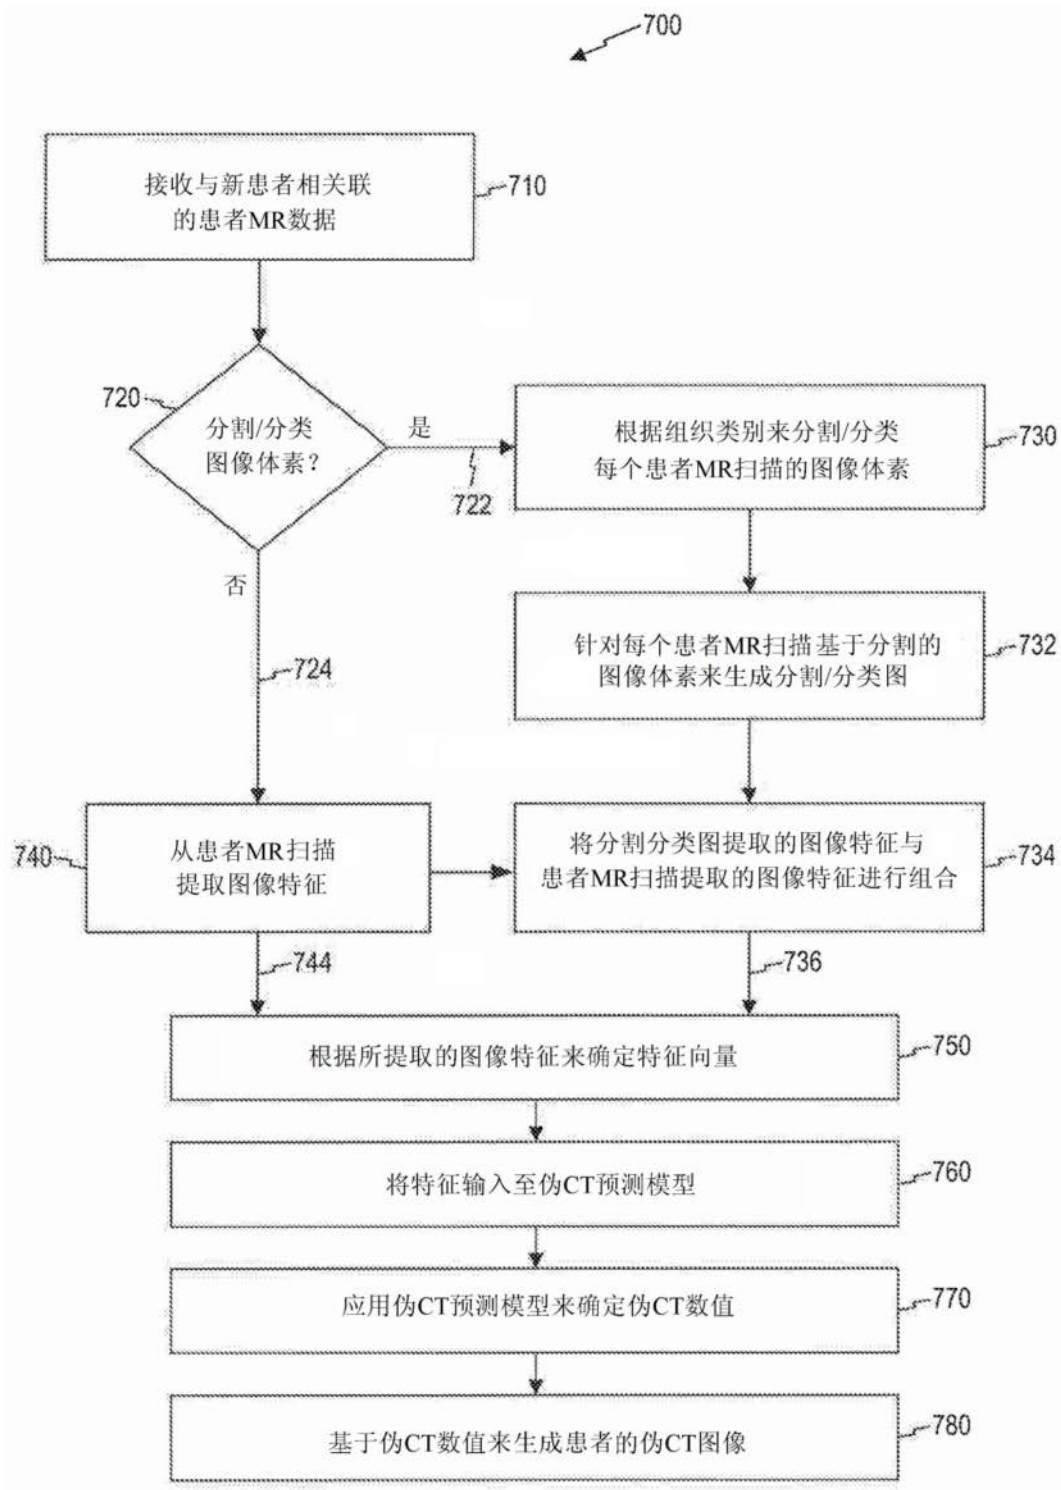 700
接收与新患者相关联
的患者MR数据
710
720
分割/分类
图像体素？
是
722
根据组织类别来分割/分类
每个患者MR扫描的图像体素
730
否
724
针对每个患者MR扫描基于分割的
图像体素来生成分割/分类图
732
740
从患者MR扫描
提取图像特征
将分割分类图提取的图像特征与
患者MR扫描提取的图像特征进行组合
734
744
736
根据所提取的图像特征来确定特征向量
750
将特征输入至伪CT预测模型
760
应用伪CT预测模型来确定伪CT数值
770
基于伪CT数值来生成患者的伪CT图像
780